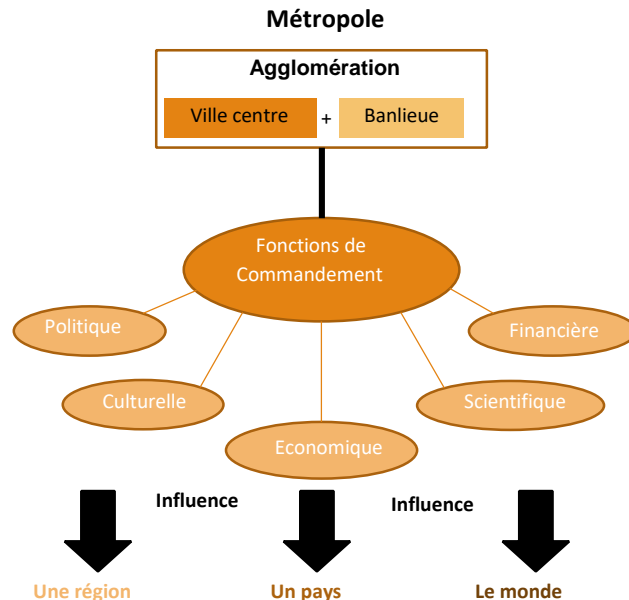 Métropole
Agglomération
Ville centre + Banlieue
Fonctions de
Commandement
Politique
Financière
Culturelle
Scientifique
Economique
Influence
Influence
Une région
Un pays
Le monde